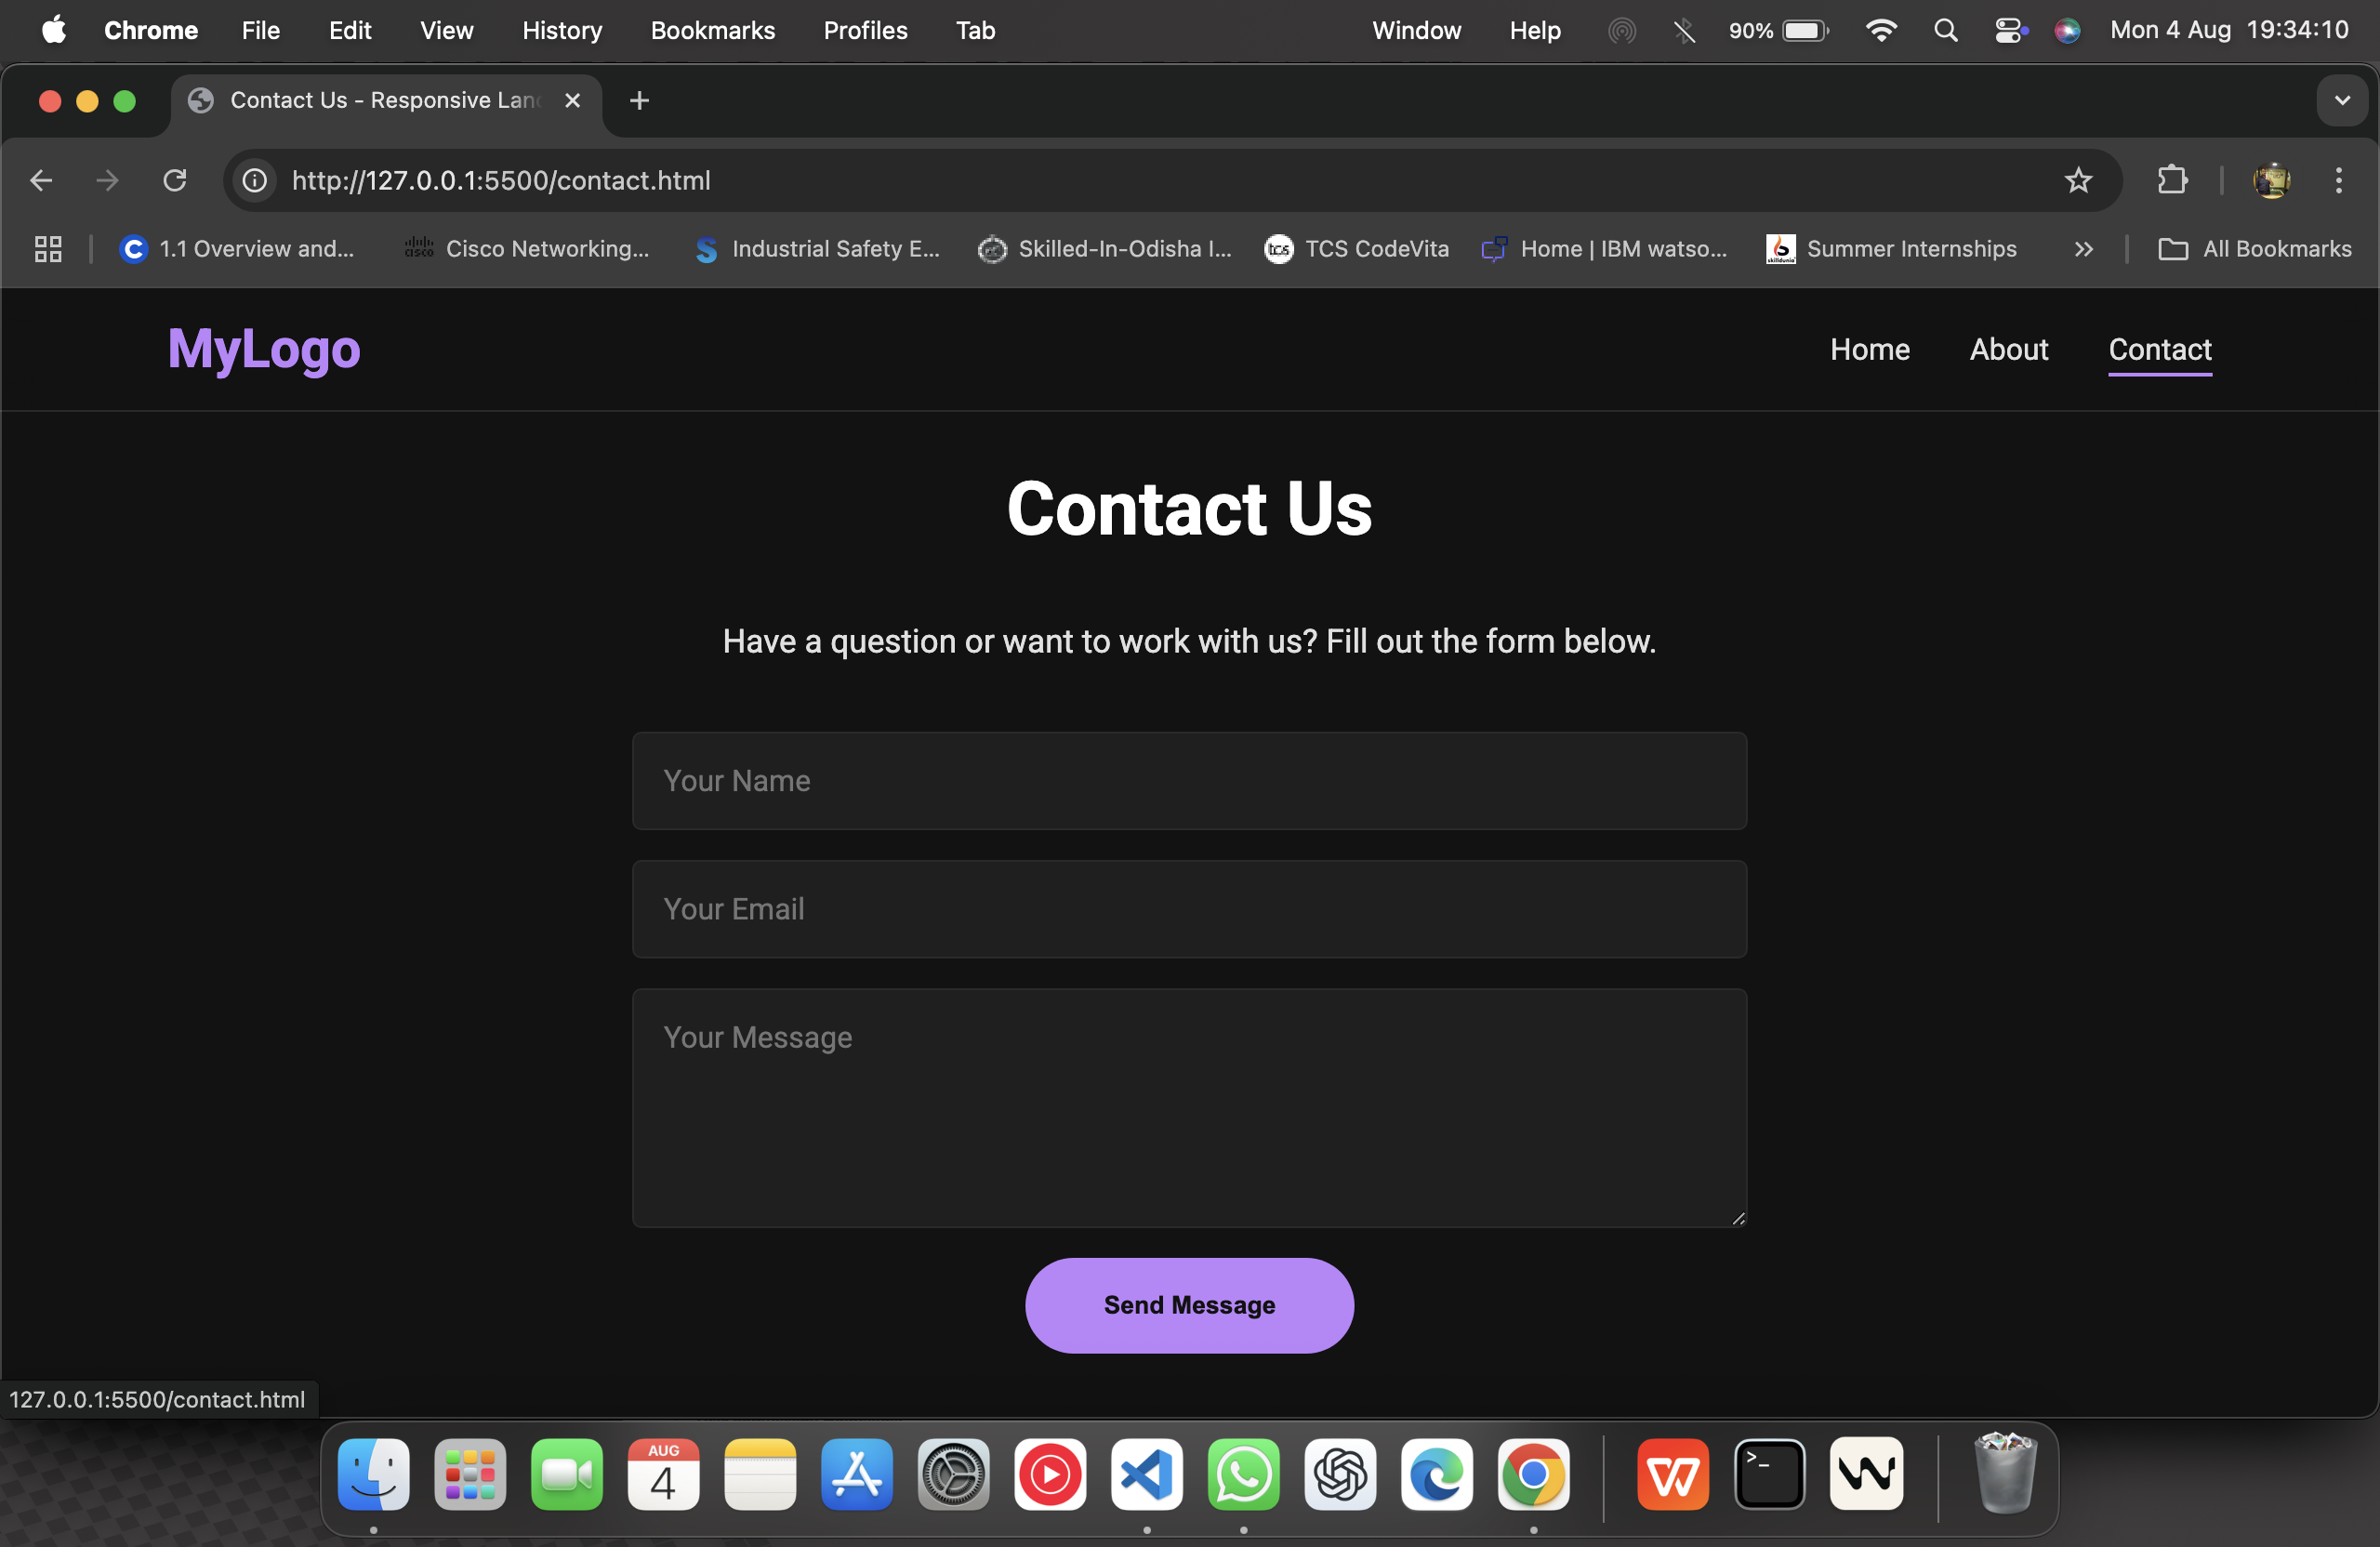 Chrome File Edit View History Bookmarks Profiles Tab Window Help 90% Mon 4 Aug 19:34:10
Contact Us - Responsive Lan
http://127.0.0.1:5500/contact.html
1.1 Overview and... Cisco Networking... Industrial Safety E... Skilled-In-Odisha I... TCS CodeVita Home | IBM watso... Summer Internships All Bookmarks
MyLogo Home About Contact
Contact Us
Have a question or want to work with us? Fill out the form below.
Your Name
Your Email
Your Message
Send Message
127.0.0.1:5500/contact.html
AUG
4